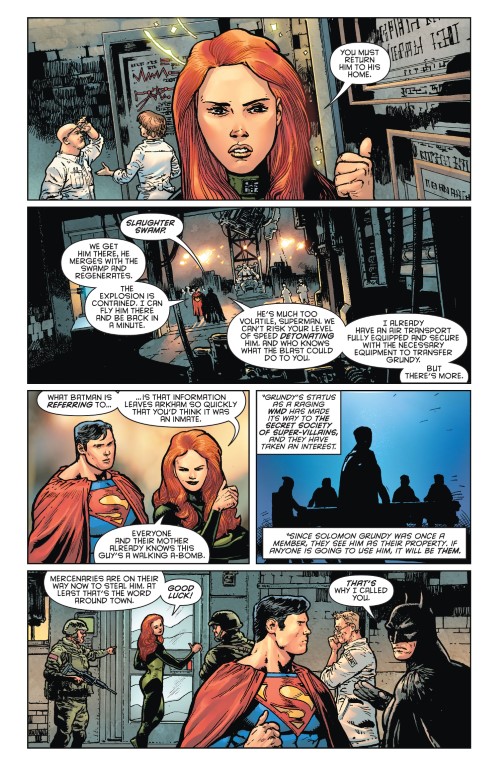 YOU MUST
RETURN
HIM TO HIS
HOME.
SLAUGHTER
SWAMP.
WE GET
HIM THERE, HE
MERGES WITH THE
SWAMP AND
REGENERATES.
THE
EXPLOSION IS
CONTAINED. I CAN
FLY HIM THERE
AND BE BACK IN
A MINUTE.
HE'S MUCH TOO
VOLATILE, SUPERMAN. WE
CAN'T RISK YOUR LEVEL
OF SPEED DETONATING
HIM. AND WHO KNOWS
WHAT THE BLAST COULD
DO TO YOU.
I ALREADY
HAVE AN AIR TRANSPORT
FULLY EQUIPPED AND SECURE
WITH THE NECESSARY
EQUIPMENT TO TRANSFER
GRUNDY.
BUT
THERE'S MORE.
WHAT BATMAN IS
REFERRING TO...
...IS THAT INFORMATION
LEAVES ARKHAM SO QUICKLY
THAT YOU'D THINK IT WAS
AN INMATE.
EVERYONE
AND THEIR MOTHER
ALREADY KNOWS THIS
GUY'S A WALKING A-BOMB.
"GRUNDY'S STATUS
AS A RAGING
WMD HAS MADE
ITS WAY TO THE
SECRET SOCIETY
OF SUPER-VILLAINS,
AND THEY HAVE
TAKEN AN INTEREST.
"SINCE SOLOMON GRUNDY WAS ONCE A
MEMBER, THEY SEE HIM AS THEIR PROPERTY. IF
ANYONE IS GOING TO USE HIM, IT WILL BE THEM.
MERCENARIES ARE ON THEIR
WAY NOW TO STEAL HIM. AT
LEAST THAT'S THE WORD
AROUND TOWN.
GOOD
LUCK!
THAT'S
WHY I CALLED
YOU.